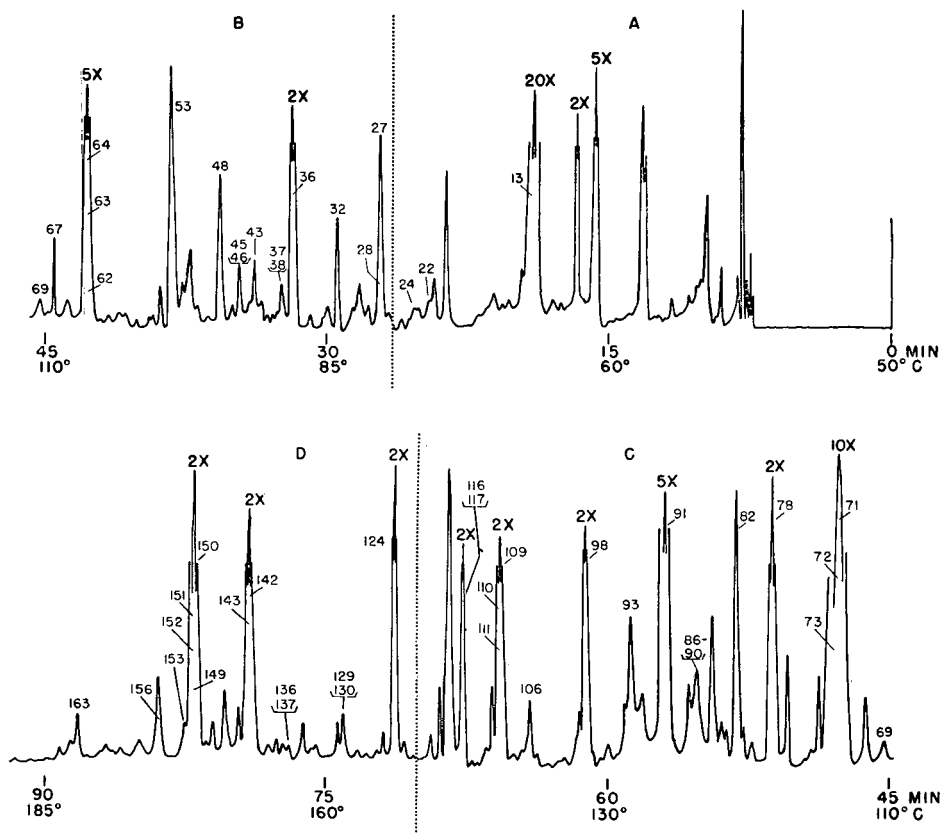 B
A
5X
53
2X
27
20X
2X
5X
64
63
62
67
69
48
45
46
43
37
38
36
32
28
24
22
13
45
30
15
0 MIN
110°
85°
60°
50° C
D
C
2X
2X
2X
116
117
2X
2X
2X
5X
2X
10X
150
151
152
153
149
142
143
124
109
110
111
98
91
82
78
71
72
73
163
156
136
137
129
130
106
93
86-
90
69
90
75
60
45 MIN
185°
160°
130°
110° C